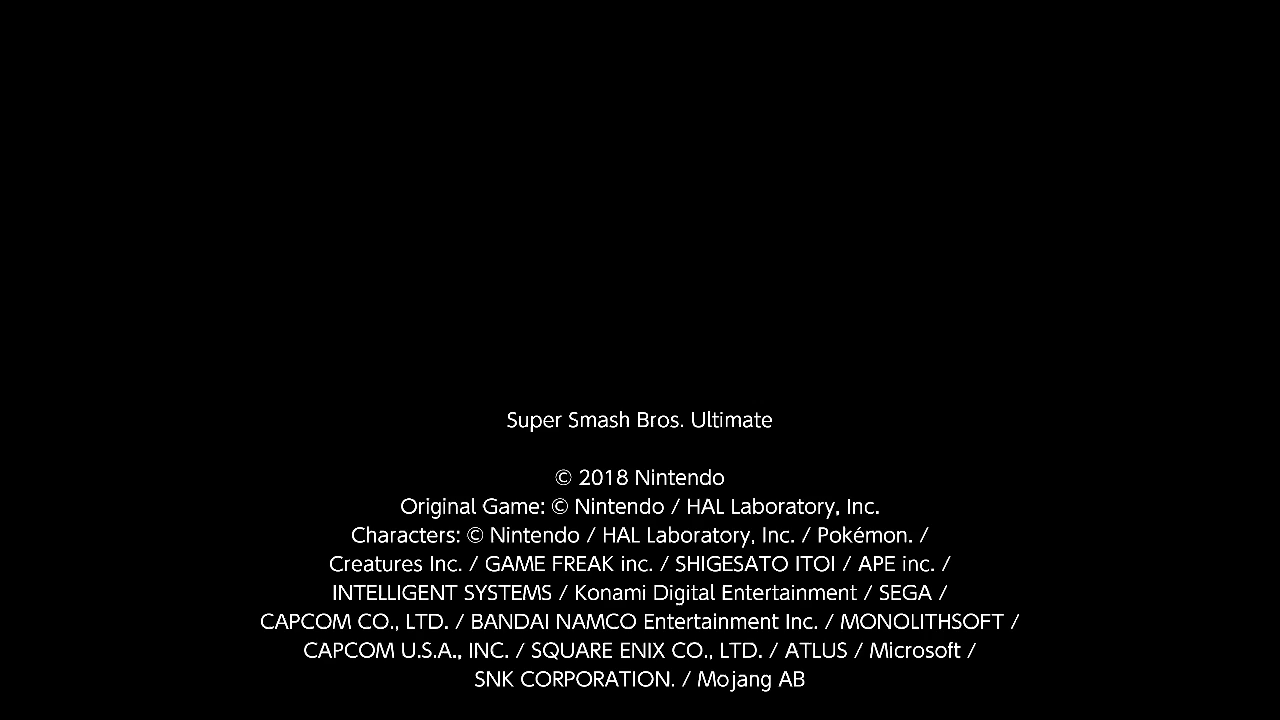 Super Smash Bros. Ultimate
© 2018 Nintendo
Original Game: © Nintendo / HAL Laboratory, Inc.
Characters: © Nintendo / HAL Laboratory, Inc. / Pokémon. /
Creatures Inc. / GAME FREAK inc. / SHIGESATO ITOI / APE inc. /
INTELLIGENT SYSTEMS / Konami Digital Entertainment / SEGA /
CAPCOM CO., LTD. / BANDAI NAMCO Entertainment Inc. / MONOLITHSOFT /
CAPCOM U.S.A., INC. / SQUARE ENIX CO., LTD. / ATLUS / Microsoft /
SNK CORPORATION. / Mojang AB